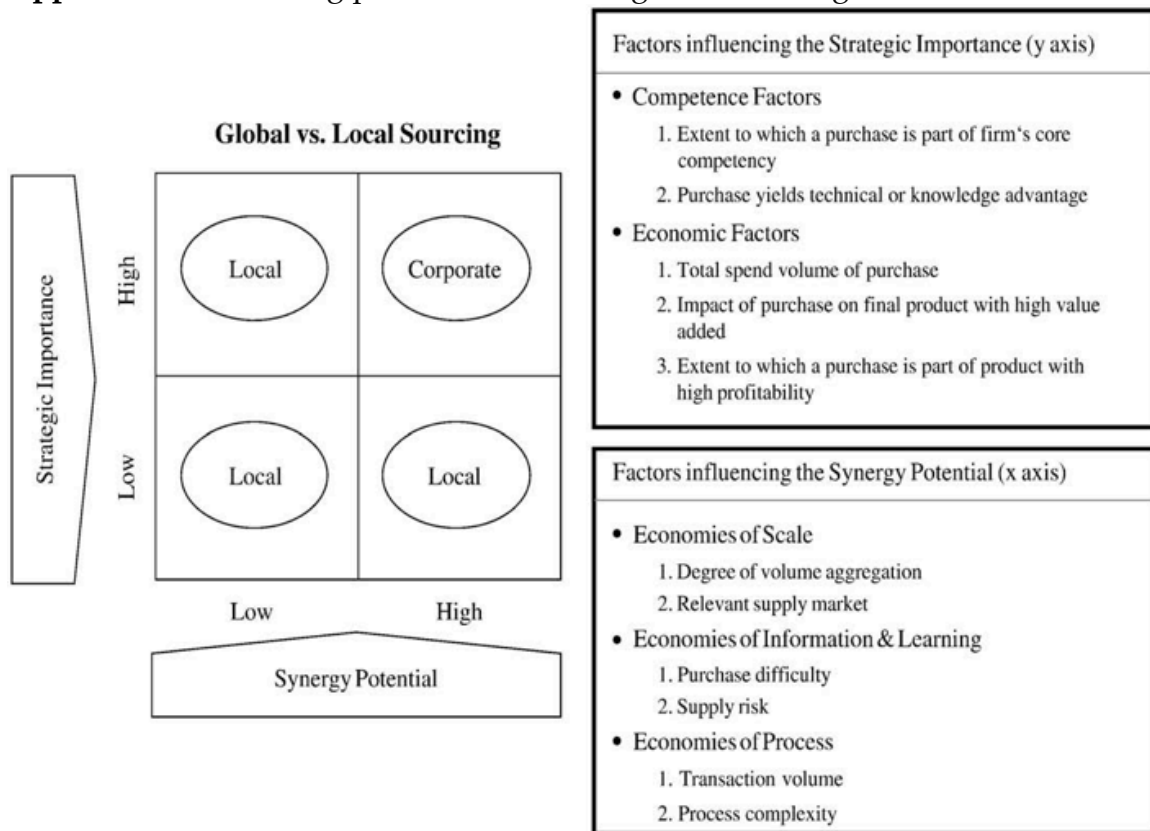 Global vs. Local Sourcing
Strategic Importance
High
Low
Local
Corporate
Local
Local
Low
High
Synergy Potential
Factors influencing the Strategic Importance (y axis)
• Competence Factors
1. Extent to which a purchase is part of firm's core
competency
2. Purchase yields technical or knowledge advantage
• Economic Factors
1. Total spend volume of purchase
2. Impact of purchase on final product with high value
added
3. Extent to which a purchase is part of product with
high profitability
Factors influencing the Synergy Potential (x axis)
• Economies of Scale
1. Degree of volume aggregation
2. Relevant supply market
• Economies of Information & Learning
1. Purchase difficulty
2. Supply risk
• Economies of Process
1. Transaction volume
2. Process complexity